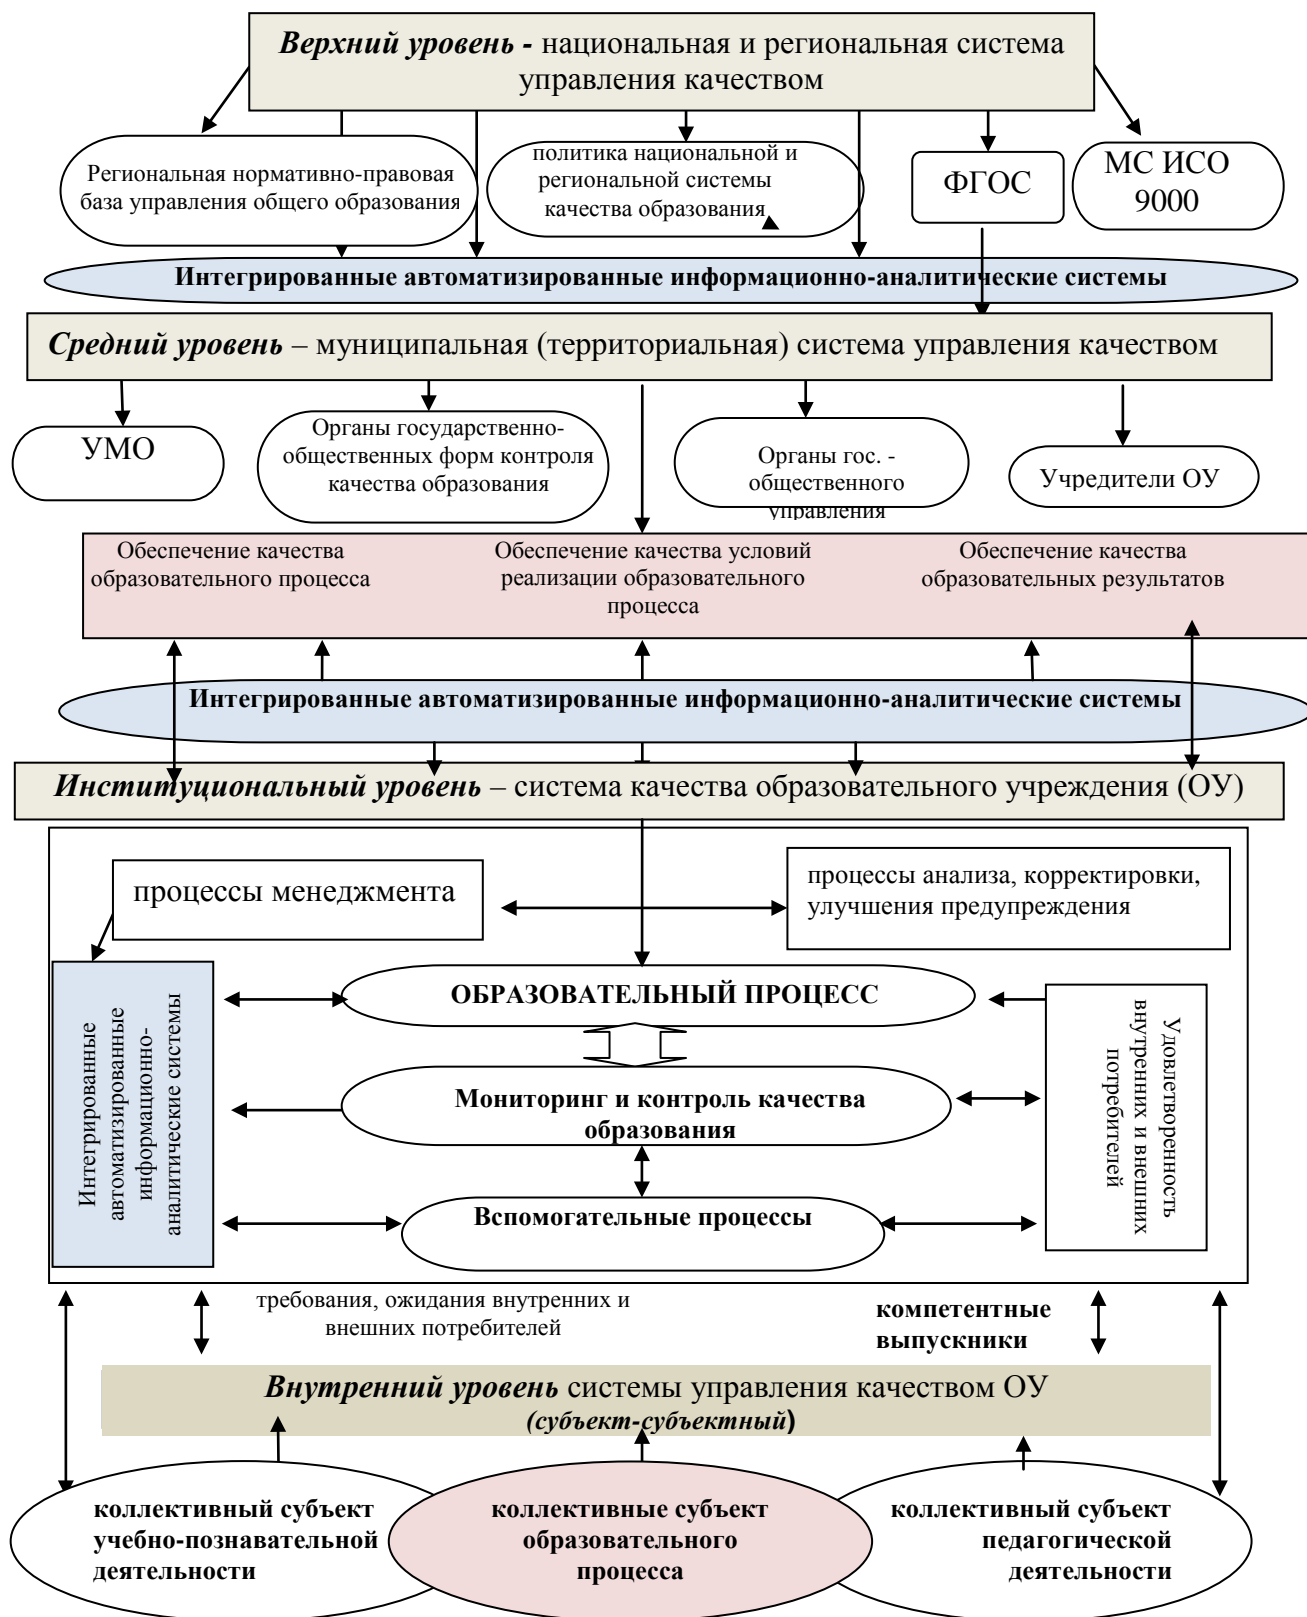 Верхний уровень - национальная и региональная система
управления качеством
Региональная нормативно-правовая
база управления общего образования
политика национальной и
региональной системы
качества образования
ФГОС
МС ИСО
9000
Интегрированные автоматизированные информационно-аналитические системы
Средний уровень – муниципальная (территориальная) система управления качеством
УМО
Органы государственно-
общественных форм контроля
качества образования
Органы гос. -
общественного
управления
Учредители ОУ
Обеспечение качества
образовательного процесса
Обеспечение качества условий
реализации образовательного
процесса
Обеспечение качества
образовательных результатов
Интегрированные автоматизированные информационно-аналитические системы
Институциональный уровень – система качества образовательного учреждения (ОУ)
процессы менеджмента
процессы анализа, корректировки,
улучшения предупреждения
Интегрированные
автоматизированные
информационно-
аналитические системы
ОБРАЗОВАТЕЛЬНЫЙ ПРОЦЕСС
Мониторинг и контроль качества
образования
Вспомогательные процессы
Удовлетворенность
внутренних и внешних
потребителей
требования, ожидания внутренних и
внешних потребителей
компетентные
выпускники
Внутренний уровень системы управления качеством ОУ
(субъект-субъектный)
коллективный субъект
учебно-познавательной
деятельности
коллективные субъект
образовательного
процесса
коллективный субъект
педагогической
деятельности